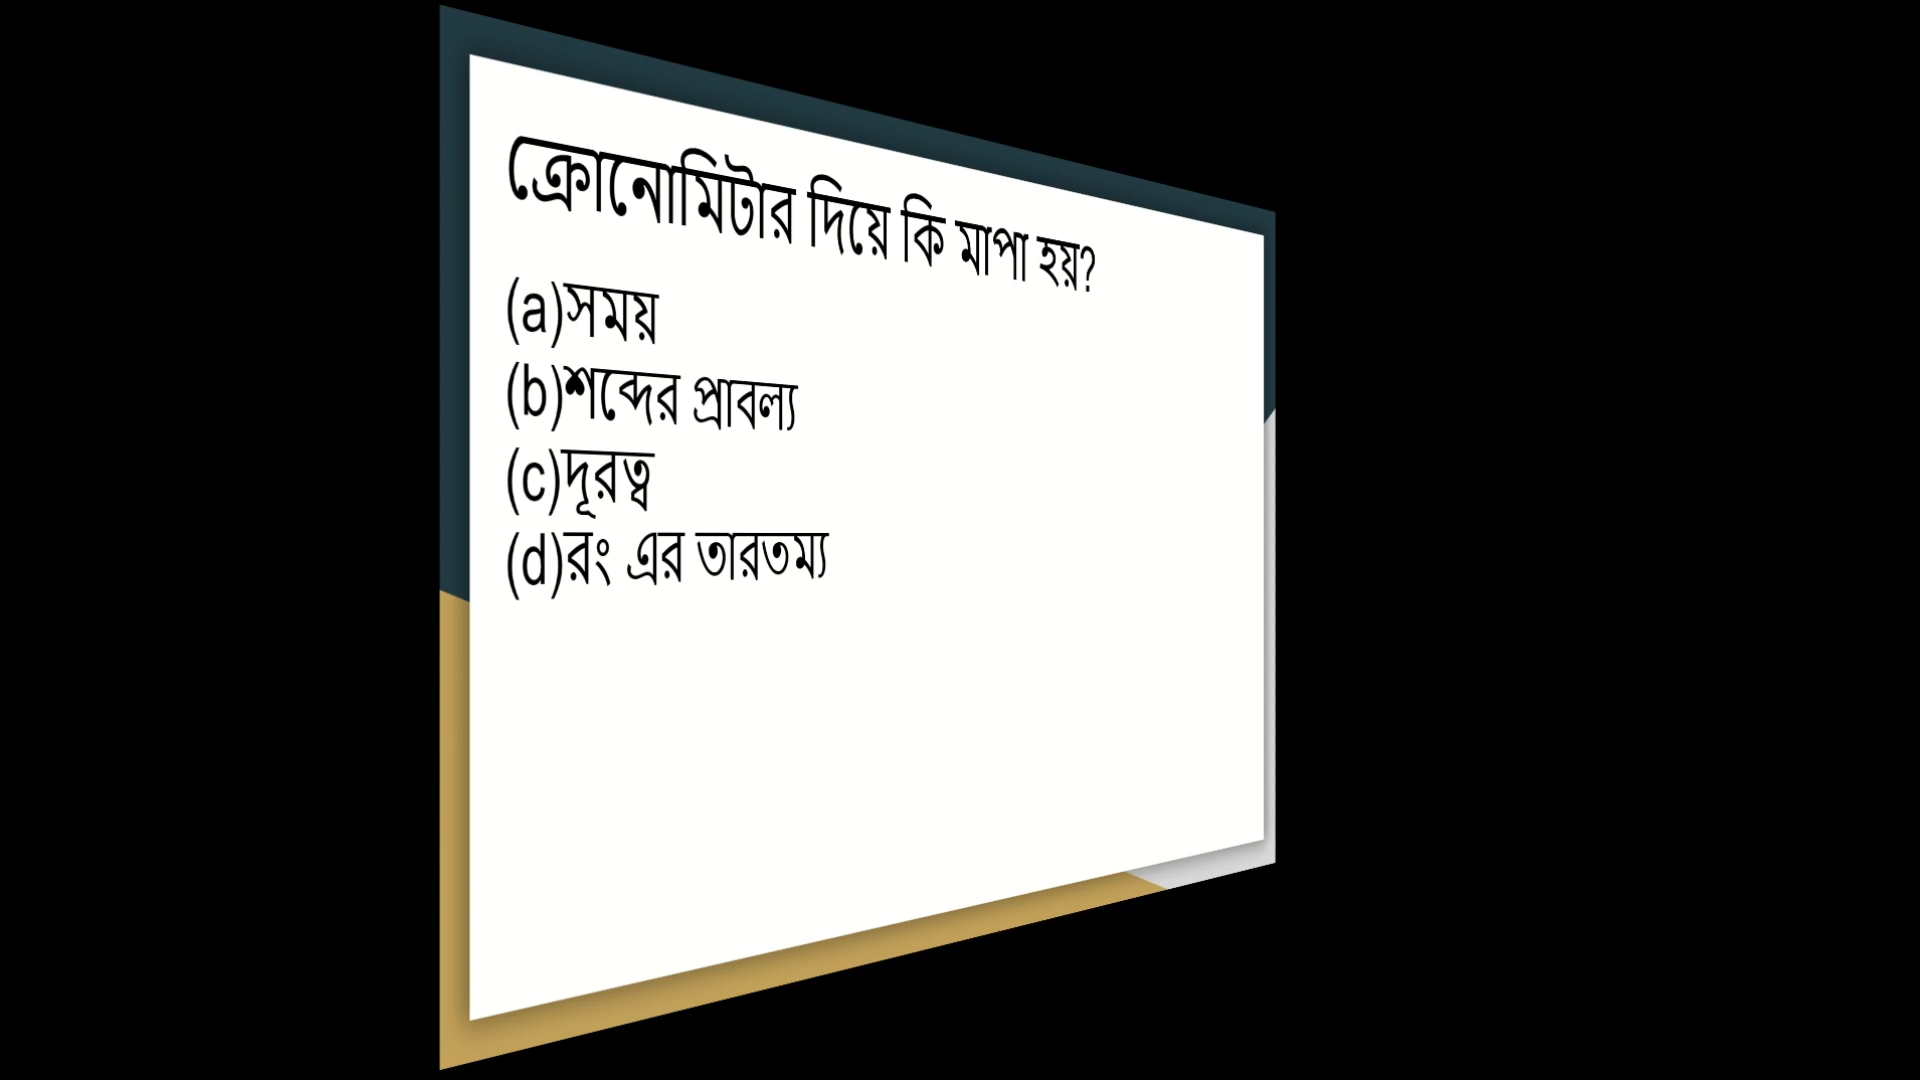 ক্রোনোমিটার দিয়ে কি মাপা হয়?
(a)সময়
(b)শব্দের প্রাবল্য
(c)দূরত্ব
(d)রং এর তারতম্য